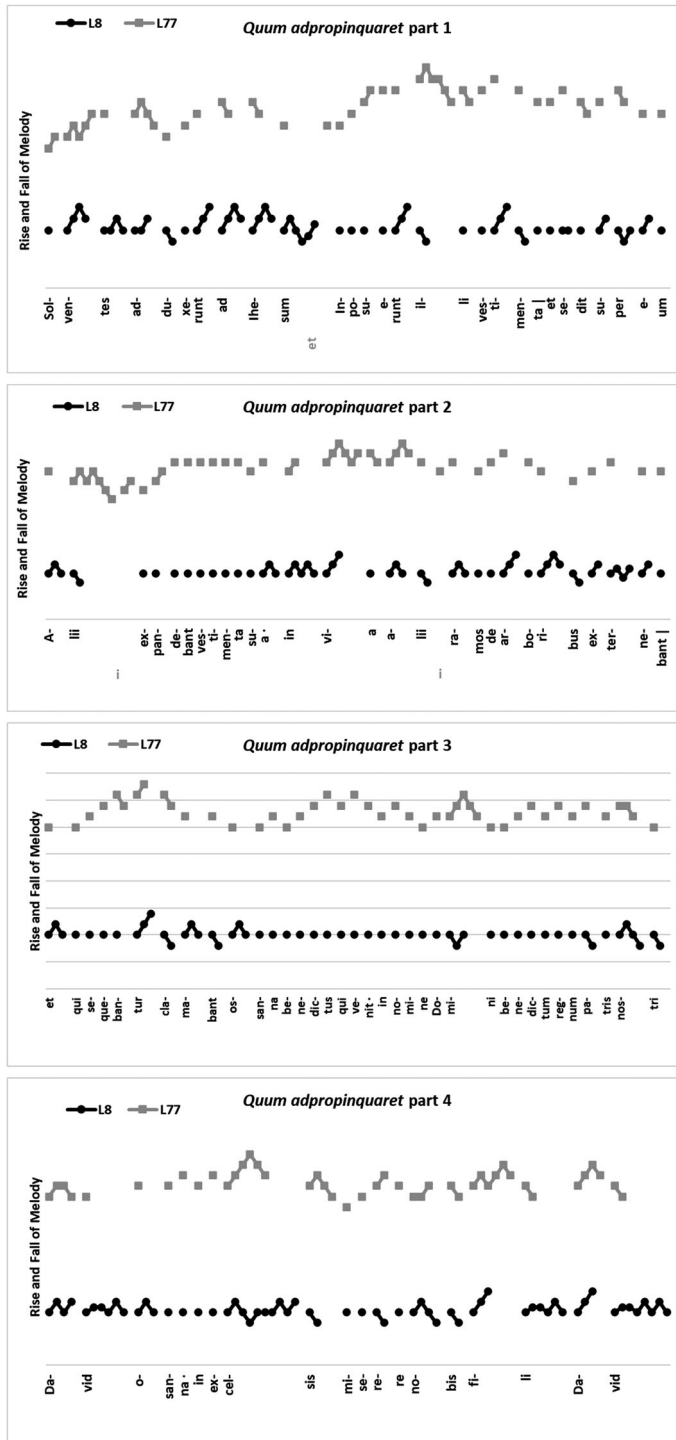 L8 L77 Quum adpropinquaret part 1
Rise and Fall of Melody
Sol- ven- tes ad- du- xe- runt ad Ihe- sum et In- po- su- e- runt il- li ves- ti- men- ta | et se- dit su- per e- um
L8 L77 Quum adpropinquaret part 2
Rise and Fall of Melody
A- lii ... ex- pan- de- bant ves- ti- men- ta su- a · in vi- a a- lii ... ra- mos de ar- bo- ri- bus ex- ter- ne- bant |
L8 L77 Quum adpropinquaret part 3
Rise and Fall of Melody
et qui se- que- ban- tur cla- ma- bant os- san- na be- ne- dic- tus qui ve- nit · in no- mi- ne Do- mi- ni be- ne- dic- tum reg- num pa- tris nos- tri
L8 L77 Quum adpropinquaret part 4
Rise and Fall of Melody
Da- vid o- san- na · in ex- cel- sis mi- se- re- re no- bis fi- li Da- vid